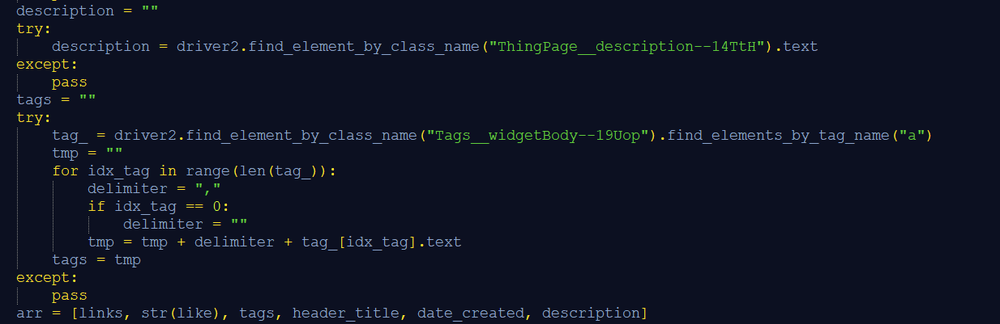 description = ""
try:
    description = driver2.find_element_by_class_name("ThingPage__description--14TtH").text
except:
    pass
tags = ""
try:
    tag_ = driver2.find_element_by_class_name("Tags__widgetBody--19Uop").find_elements_by_tag_name("a")
    tmp = ""
    for idx_tag in range(len(tag_)):
        delimiter = ","
        if idx_tag == 0:
            delimiter = ""
        tmp = tmp + delimiter + tag_[idx_tag].text
    tags = tmp
except:
    pass
arr = [links, str(like), tags, header_title, date_created, description]